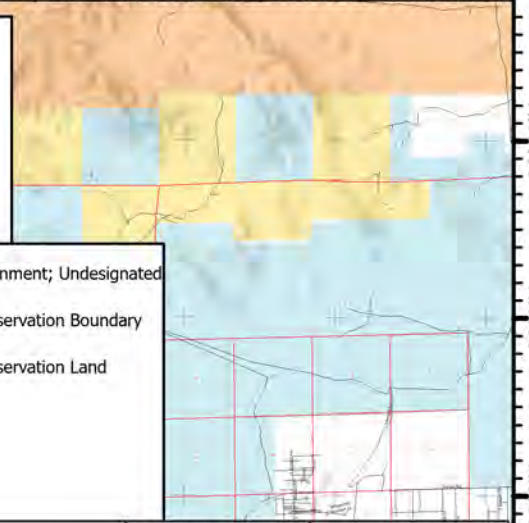 nment; Undesignated
servation Boundary
servation Land